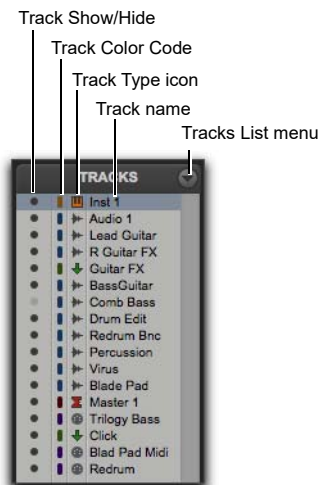 Track Show/Hide
Track Color Code
Track Type icon
Track name
Tracks List menu
TRACKS
Inst 1
Audio 1
Lead Guitar
R Guitar FX
Guitar FX
BassGuitar
Comb Bass
Drum Edit
Redrum Bnc
Percussion
Virus
Blade Pad
Master 1
Trilogy Bass
Click
Blad Pad Midi
Redrum